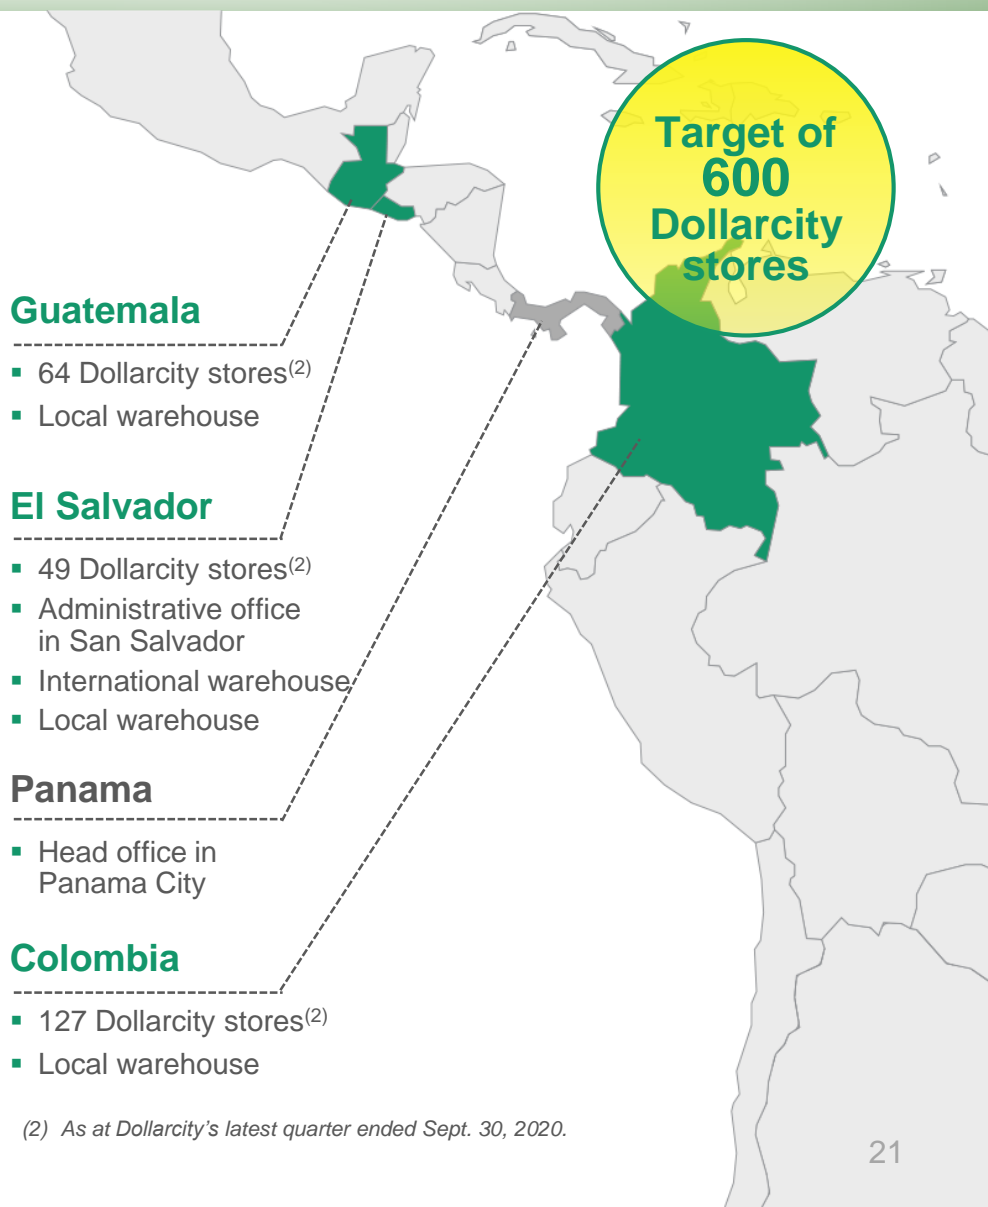 Target of
600
Dollarcity
stores
Guatemala
▪ 64 Dollarcity stores(2)
▪ Local warehouse
El Salvador
▪ 49 Dollarcity stores(2)
▪ Administrative office
in San Salvador
▪ International warehouse
▪ Local warehouse
Panama
▪ Head office in
Panama City
Colombia
▪ 127 Dollarcity stores(2)
▪ Local warehouse
(2) As at Dollarcity’s latest quarter ended Sept. 30, 2020.
21